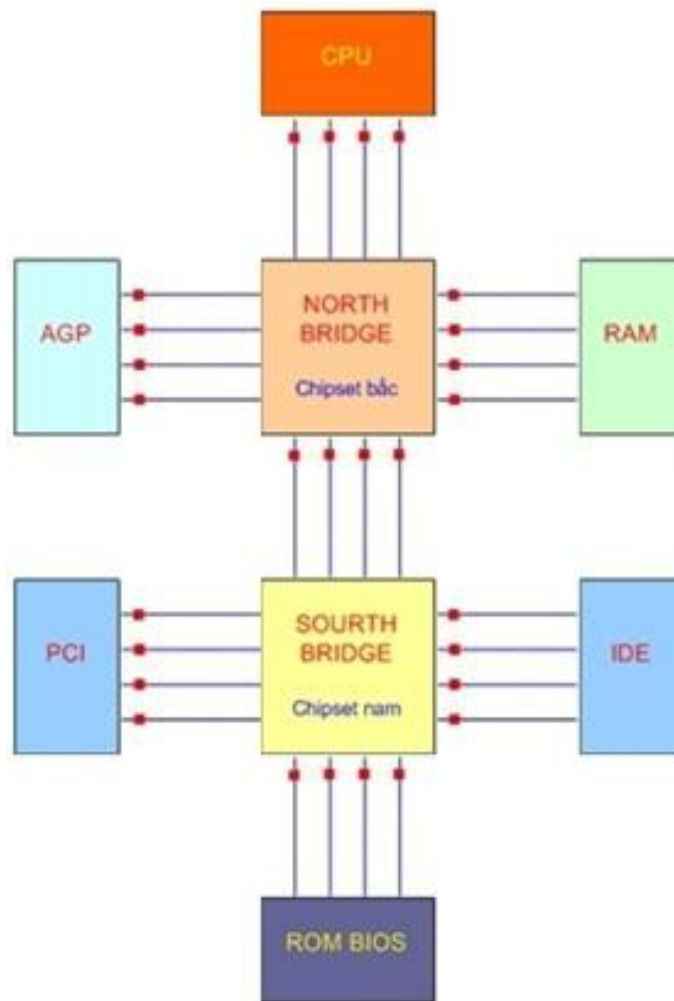 CPU
AGP
NORTH
BRIDGE
Chipset bắc
RAM
PCI
SOURTH
BRIDGE
Chipset nam
IDE
ROM BIOS